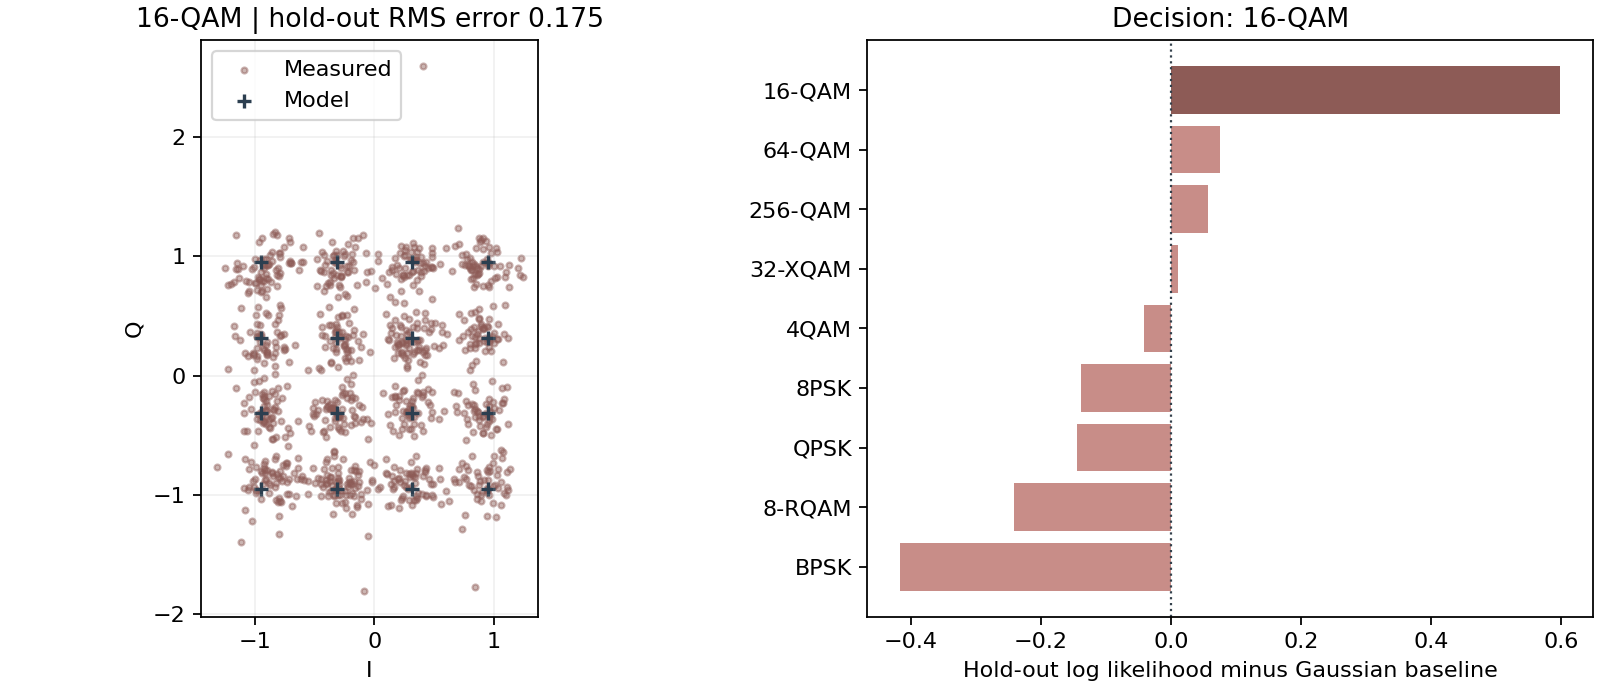 16-QAM | hold-out RMS error 0.175
Measured
Model
2
1
0
−1
−2
Q
−1
0
1
I
Decision: 16-QAM
16-QAM
64-QAM
256-QAM
32-XQAM
4QAM
8PSK
QPSK
8-RQAM
BPSK
−0.4
−0.2
0.0
0.2
0.4
0.6
Hold-out log likelihood minus Gaussian baseline